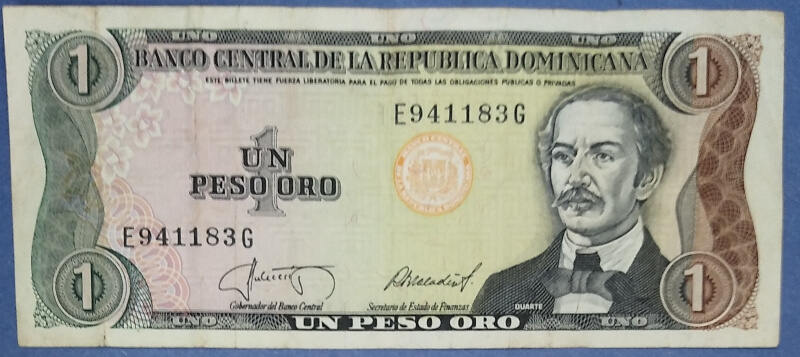 UNO UNO UNO
1 BANCO CENTRAL DE LA REPUBLICA DOMINICANA 1
ESTE BILLETE TIENE FUERZA LIBERATORIA PARA EL PAGO DE TODAS LAS OBLIGACIONES PUBLICAS O PRIVADAS
E941183G
1
UN
PESO ORO
E941183G
1 1
Gobernador del Banco Central Secretario de Estado de Finanzas DUARTE
UNO UN PESO ORO UNO